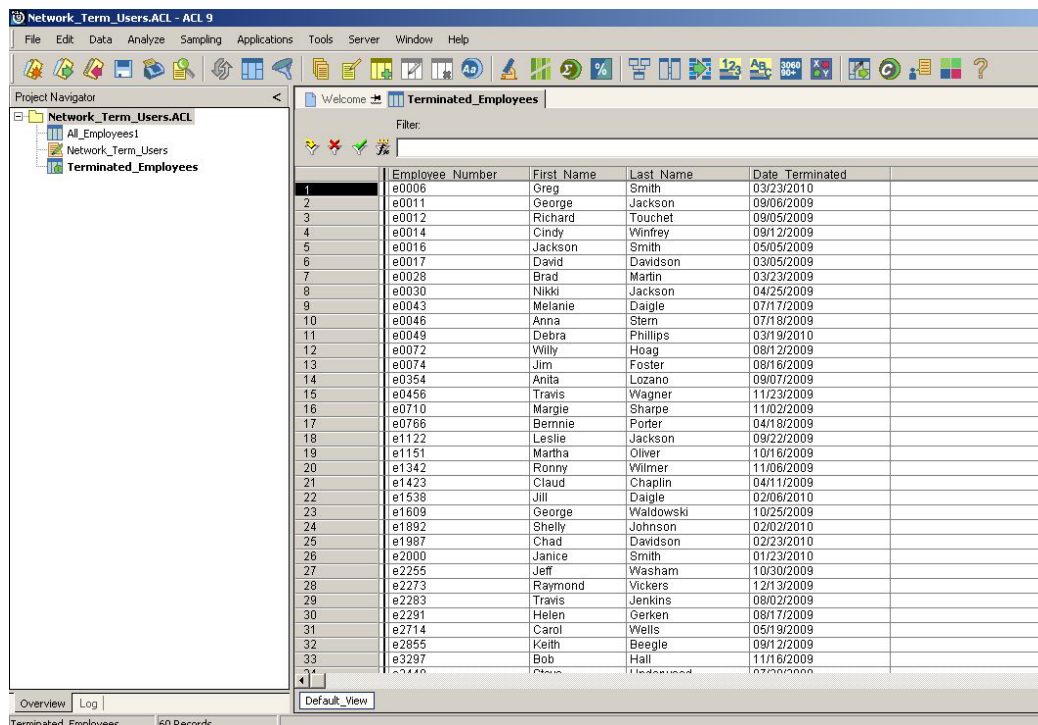 Network_Term_Users.ACL - ACL 9
File Edit Data Analyze Sampling Applications Tools Server Window Help
Project Navigator <
Network_Term_Users.ACL
All_Employees1
Network_Term_Users
Terminated_Employees
Welcome Terminated_Employees
Filter:
Employee Number First Name Last Name Date Terminated
1 e0006 Greg Smith 03/23/2010
2 e0011 George Jackson 09/06/2009
3 e0012 Richard Touchet 09/05/2009
4 e0014 Cindy Winfrey 09/12/2009
5 e0016 Jackson Smith 05/05/2009
6 e0017 David Davidson 03/05/2009
7 e0028 Brad Martin 03/23/2009
8 e0030 Nikki Jackson 04/25/2009
9 e0043 Melanie Daigle 07/17/2009
10 e0046 Anna Stern 07/18/2009
11 e0049 Debra Phillips 03/19/2010
12 e0072 Willy Hoag 08/12/2009
13 e0074 Jim Foster 08/16/2009
14 e0354 Anita Lozano 09/07/2009
15 e0456 Travis Wagner 11/23/2009
16 e0710 Margie Sharpe 11/02/2009
17 e0766 Bernnie Porter 04/18/2009
18 e1122 Leslie Jackson 09/22/2009
19 e1151 Martha Oliver 10/16/2009
20 e1342 Ronny Wilmer 11/06/2009
21 e1423 Claud Chaplin 04/11/2009
22 e1538 Jill Daigle 02/06/2010
23 e1609 George Waldowski 10/25/2009
24 e1892 Shelly Johnson 02/02/2010
25 e1987 Chad Davidson 02/23/2010
26 e2000 Janice Smith 01/23/2010
27 e2255 Jeff Washam 10/30/2009
28 e2273 Raymond Vickers 12/13/2009
29 e2283 Travis Jenkins 08/02/2009
30 e2291 Helen Gerken 08/17/2009
31 e2714 Carol Wells 05/19/2009
32 e2855 Keith Beegle 09/12/2009
33 e3297 Bob Hall 11/16/2009
Overview Log
Default_View
Terminated_Employees 60 Records